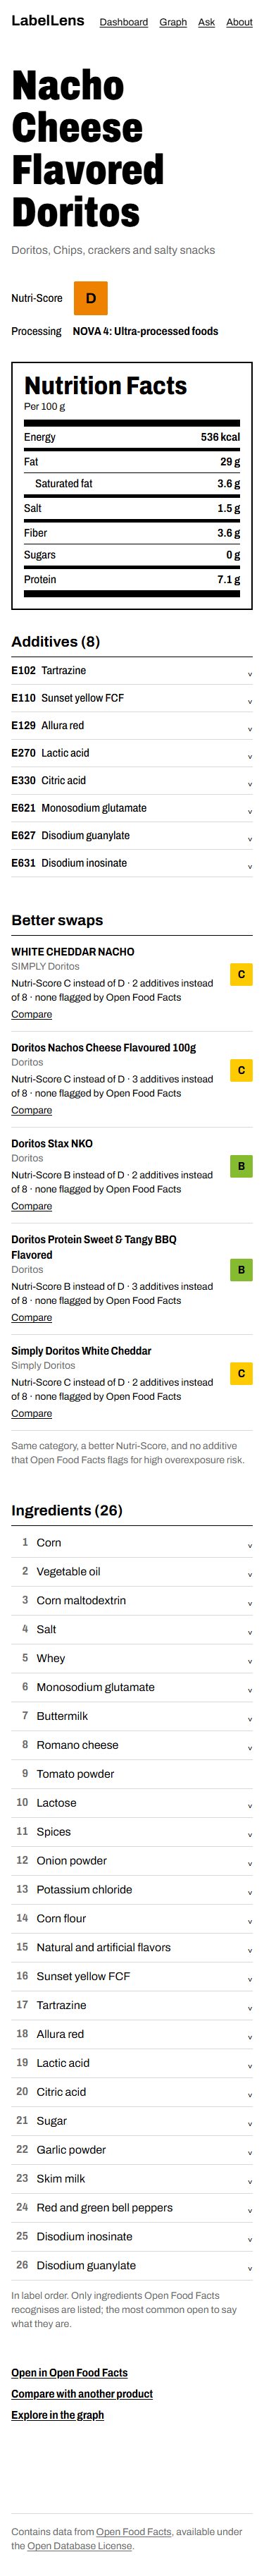 LabelLens Dashboard Graph Ask About
Nacho
Cheese
Flavored
Doritos
Doritos, Chips, crackers and salty snacks
Nutri-Score D
Processing NOVA 4: Ultra-processed foods
Nutrition Facts
Per 100 g
Energy 536 kcal
Fat 29 g
Saturated fat 3.6 g
Salt 1.5 g
Fiber 3.6 g
Sugars 0 g
Protein 7.1 g
Additives (8)
E102 Tartrazine
E110 Sunset yellow FCF
E129 Allura red
E270 Lactic acid
E330 Citric acid
E621 Monosodium glutamate
E627 Disodium guanylate
E631 Disodium inosinate
Better swaps
WHITE CHEDDAR NACHO
SIMPLY Doritos
Nutri-Score C instead of D · 2 additives instead
of 8 · none flagged by Open Food Facts
C
Compare
Doritos Nachos Cheese Flavoured 100g
Doritos
Nutri-Score C instead of D · 3 additives instead
of 8 · none flagged by Open Food Facts
C
Compare
Doritos Stax NKO
Doritos
Nutri-Score B instead of D · 2 additives instead
of 8 · none flagged by Open Food Facts
B
Compare
Doritos Protein Sweet & Tangy BBQ
Flavored
Doritos
Nutri-Score B instead of D · 3 additives instead
of 8 · none flagged by Open Food Facts
B
Compare
Simply Doritos White Cheddar
Simply Doritos
Nutri-Score C instead of D · 2 additives instead
of 8 · none flagged by Open Food Facts
C
Compare
Same category, a better Nutri-Score, and no additive
that Open Food Facts flags for high overexposure risk.
Ingredients (26)
1 Corn
2 Vegetable oil
3 Corn maltodextrin
4 Salt
5 Whey
6 Monosodium glutamate
7 Buttermilk
8 Romano cheese
9 Tomato powder
10 Lactose
11 Spices
12 Onion powder
13 Potassium chloride
14 Corn flour
15 Natural and artificial flavors
16 Sunset yellow FCF
17 Tartrazine
18 Allura red
19 Lactic acid
20 Citric acid
21 Sugar
22 Garlic powder
23 Skim milk
24 Red and green bell peppers
25 Disodium inosinate
26 Disodium guanylate
In label order. Only ingredients Open Food Facts
recognises are listed; the most common open to say
what they are.
Open in Open Food Facts
Compare with another product
Explore in the graph
Contains data from Open Food Facts, available under
the Open Database License.